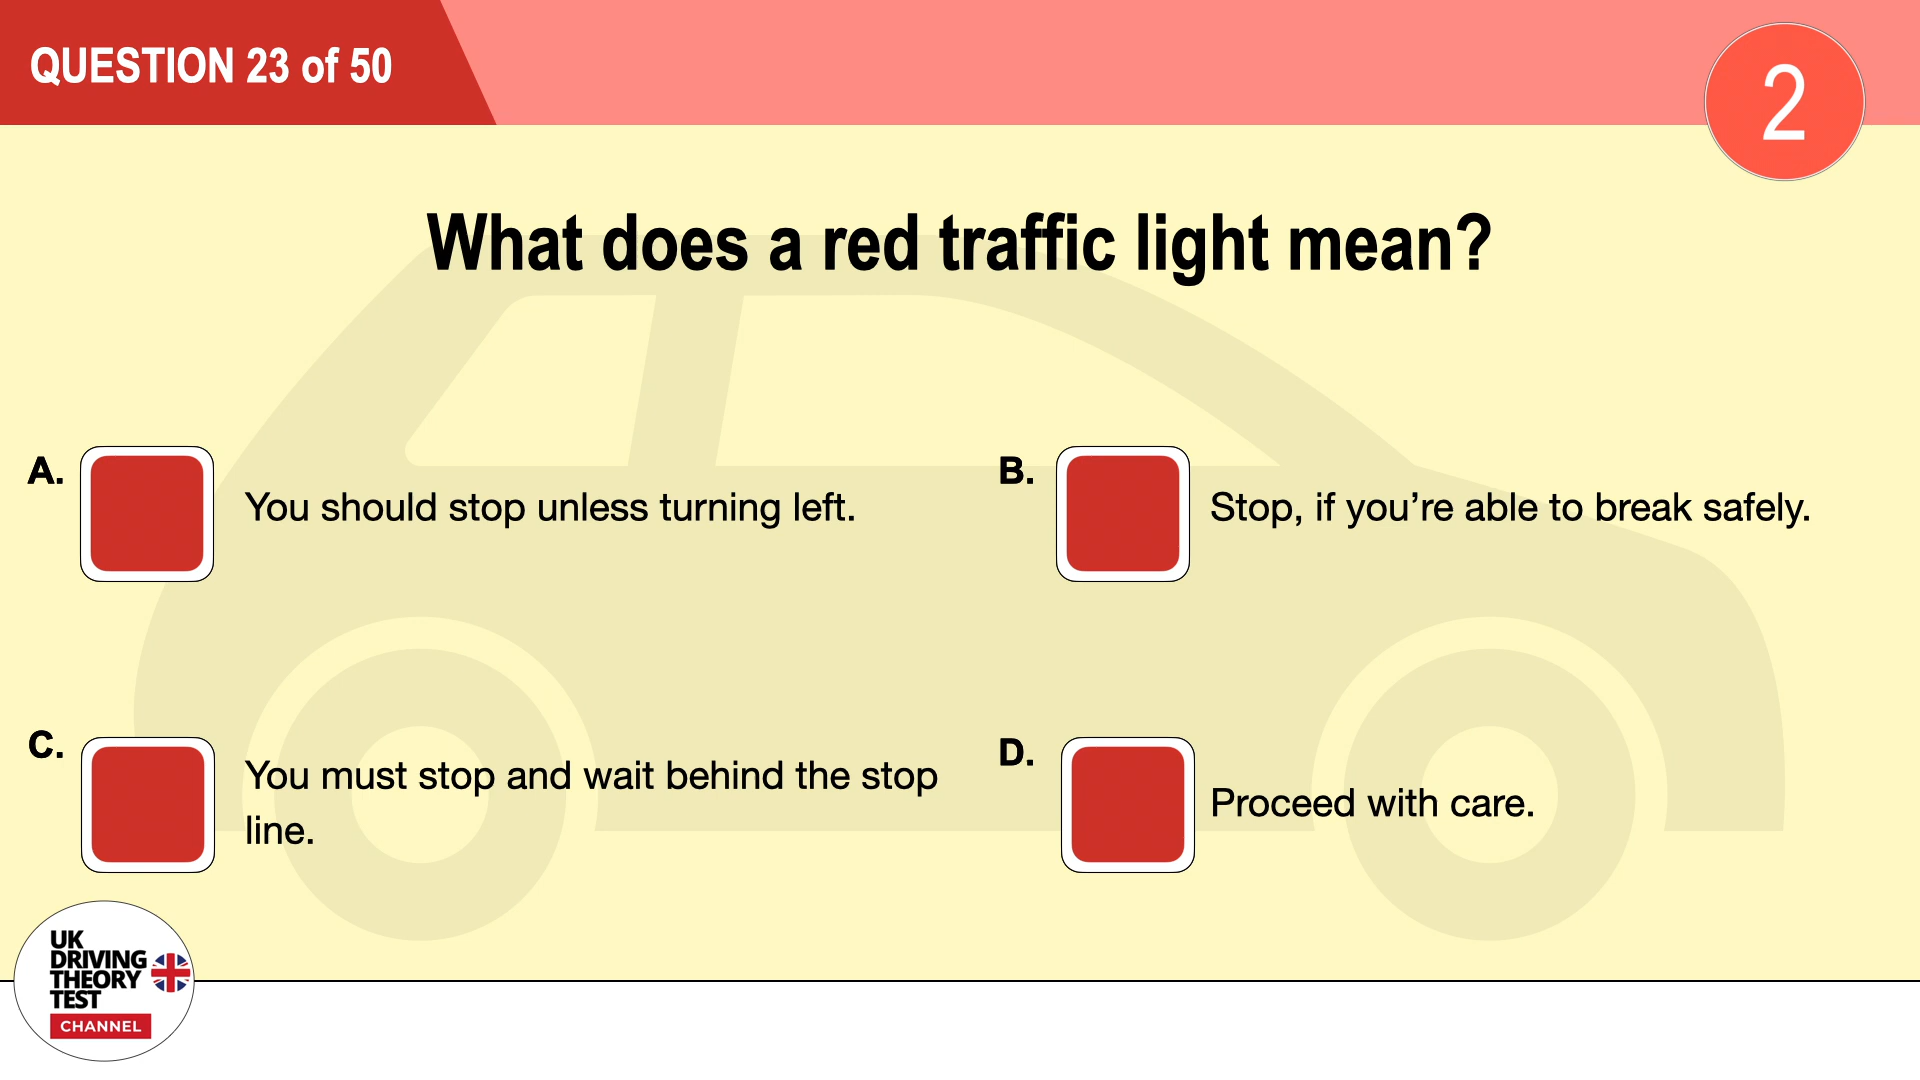 QUESTION 23 of 50
2
What does a red traffic light mean?
A.
You should stop unless turning left.
B.
Stop, if you’re able to break safely.
C.
You must stop and wait behind the stop
line.
D.
Proceed with care.
UK
DRIVING
THEORY
TEST
CHANNEL